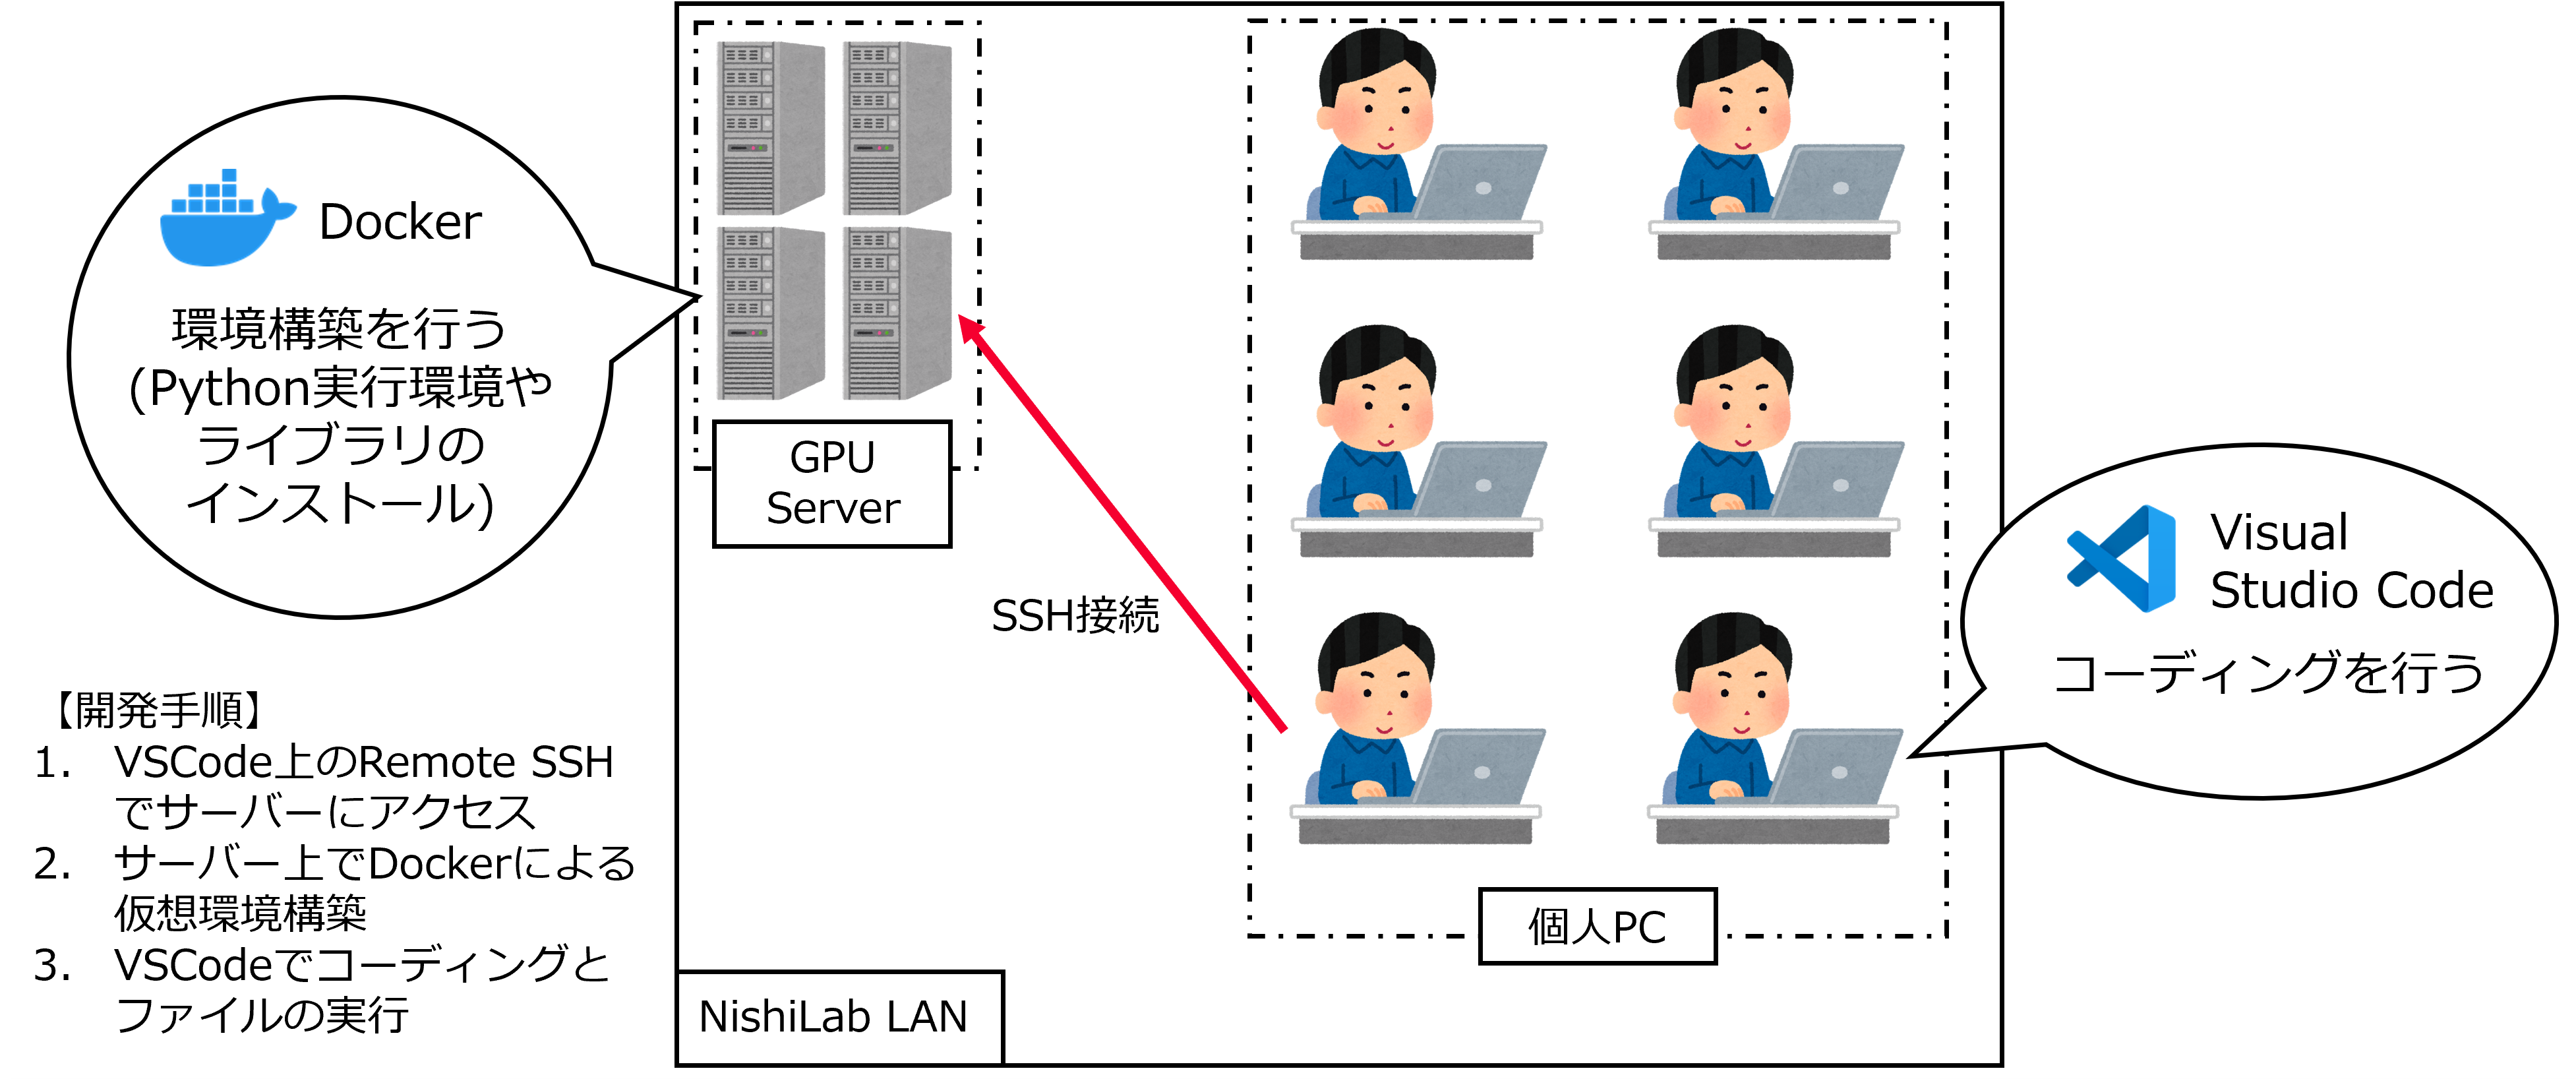 Docker
環境構築を行う
(Python実行環境や
ライブラリの
インストール)
GPU
Server
SSH接続
個人PC
NishiLab LAN
Visual
Studio Code
コーディングを行う
【開発手順】
1. VSCode上のRemote SSH
でサーバーにアクセス
2. サーバー上でDockerによる
仮想環境構築
3. VSCodeでコーディングと
ファイルの実行